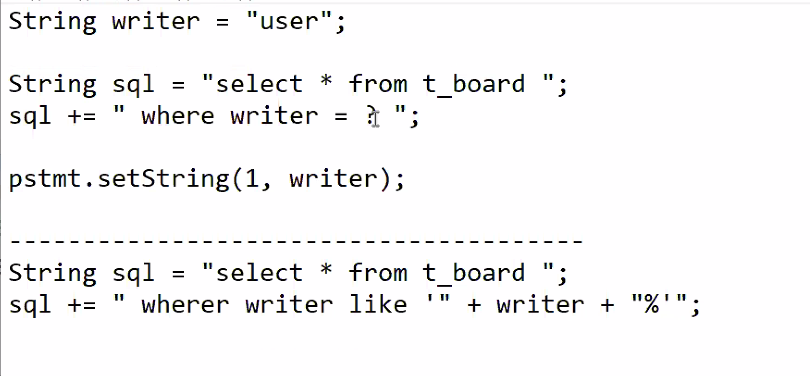 String writer = "user";
String sql = "select * from t_board ";
sql += " where writer = ? ";
pstmt.setString(1, writer);
---------------------------------------
String sql = "select * from t_board ";
sql += " wherer writer like '" + writer + "%'";